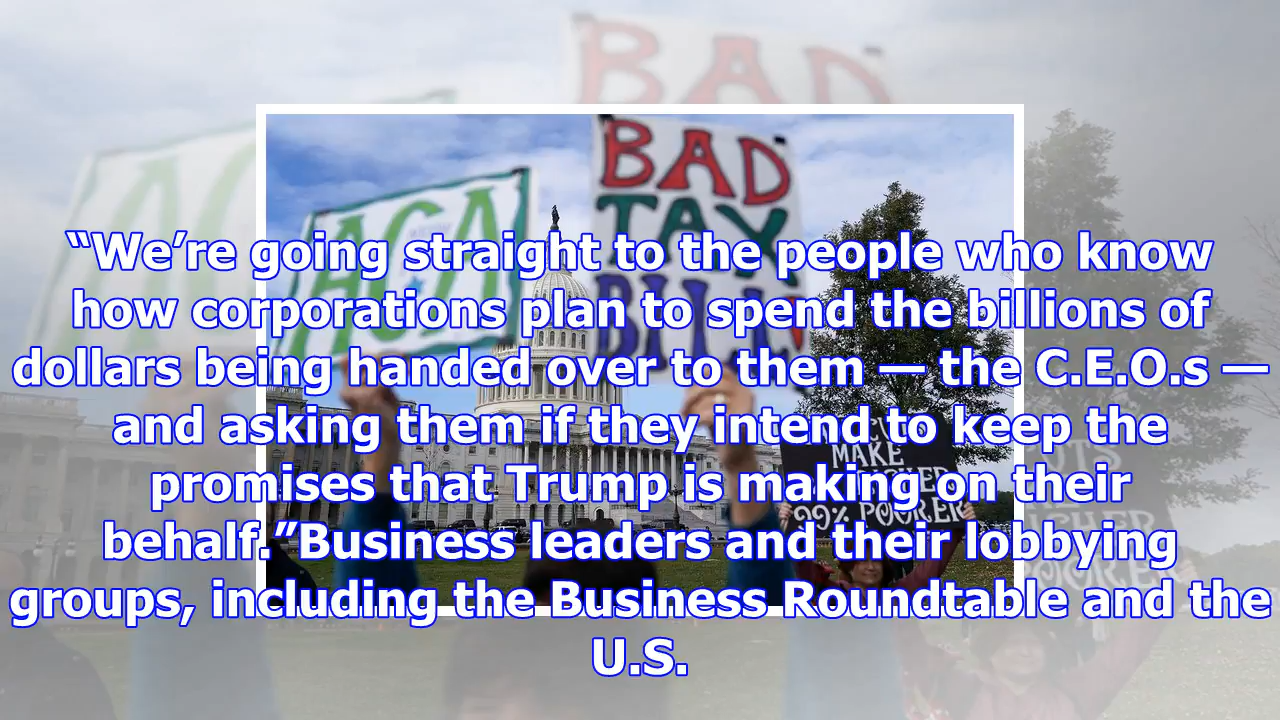 BAD
BAD
TAX
BILL
ACA
“We’re going straight to the people who know
how corporations plan to spend the billions of
dollars being handed over to them — the C.E.O.s —
and asking them if they intend to keep the
promises that Trump is making on their
behalf.”Business leaders and their lobbying
groups, including the Business Roundtable and the
U.S.
MAKE
99% POORER